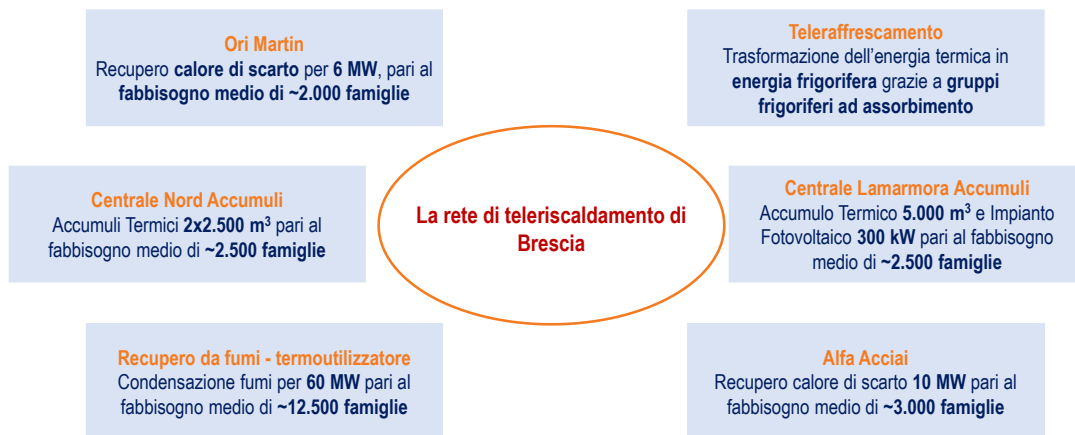 Ori Martin
Recupero calore di scarto per 6 MW, pari al
fabbisogno medio di ~2.000 famiglie
Teleraffrescamento
Trasformazione dell'energia termica in
energia frigorifera grazie a gruppi
frigoriferi ad assorbimento
Centrale Nord Accumuli
Accumuli Termici 2x2.500 m³ pari al
fabbisogno medio di ~2.500 famiglie
La rete di teleriscaldamento di
Brescia
Centrale Lamarmora Accumuli
Accumulo Termico 5.000 m³ e Impianto
Fotovoltaico 300 kW pari al fabbisogno
medio di ~2.500 famiglie
Recupero da fumi - termoutilizzatore
Condensazione fumi per 60 MW pari al
fabbisogno medio di ~12.500 famiglie
Alfa Acciai
Recupero calore di scarto 10 MW pari al
fabbisogno medio di ~3.000 famiglie